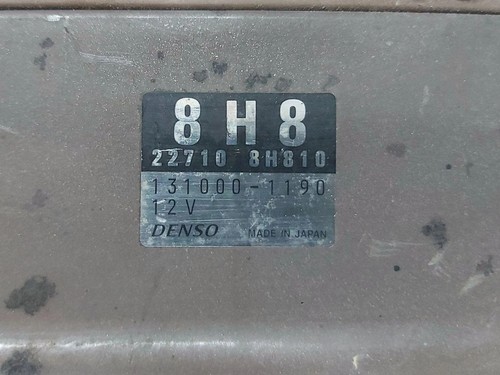 8H8
22710 8H810
131000-1190
12V
DENSO MADE IN JAPAN